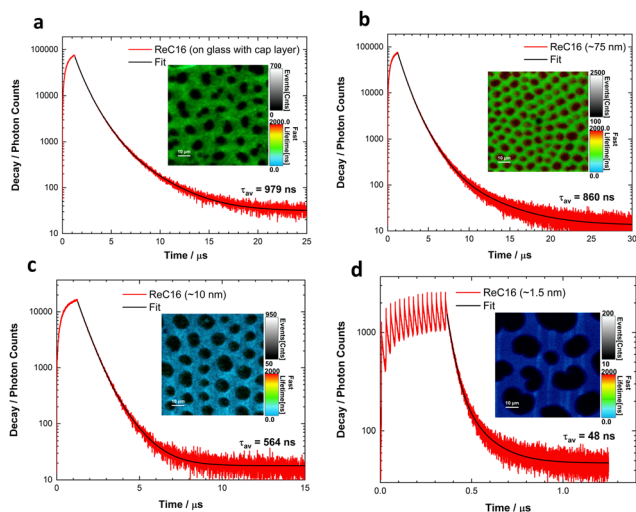 a
ReC16 (on glass with cap layer)
Fit
100000
10000
1000
100
10
Decay / Photon Counts
700
0
Events[Cnts]
2000.0
0.0
Fast
Lifetime[ns]
10 µm
τav = 979 ns
0 5 10 15 20 25
Time / µs
b
ReC16 (~75 nm)
Fit
100000
10000
1000
100
10
Decay / Photon Counts
2500
100
Events[Cnts]
2000.0
0.0
Fast
Lifetime[ns]
10 µm
τav = 860 ns
0 5 10 15 20 25 30
Time / µs
c
ReC16 (~10 nm)
Fit
10000
1000
100
10
Decay / Photon Counts
950
50
Events[Cnts]
2000
0
Fast
Lifetime[ns]
10 µm
τav = 564 ns
0 5 10 15
Time / µs
d
ReC16 (~1.5 nm)
Fit
1000
100
Decay / Photon Counts
200
0
Events[Cnts]
2000
0.0
Fast
Lifetime[ns]
10 µm
τav = 48 ns
0.0 0.5 1.0
Time / µs